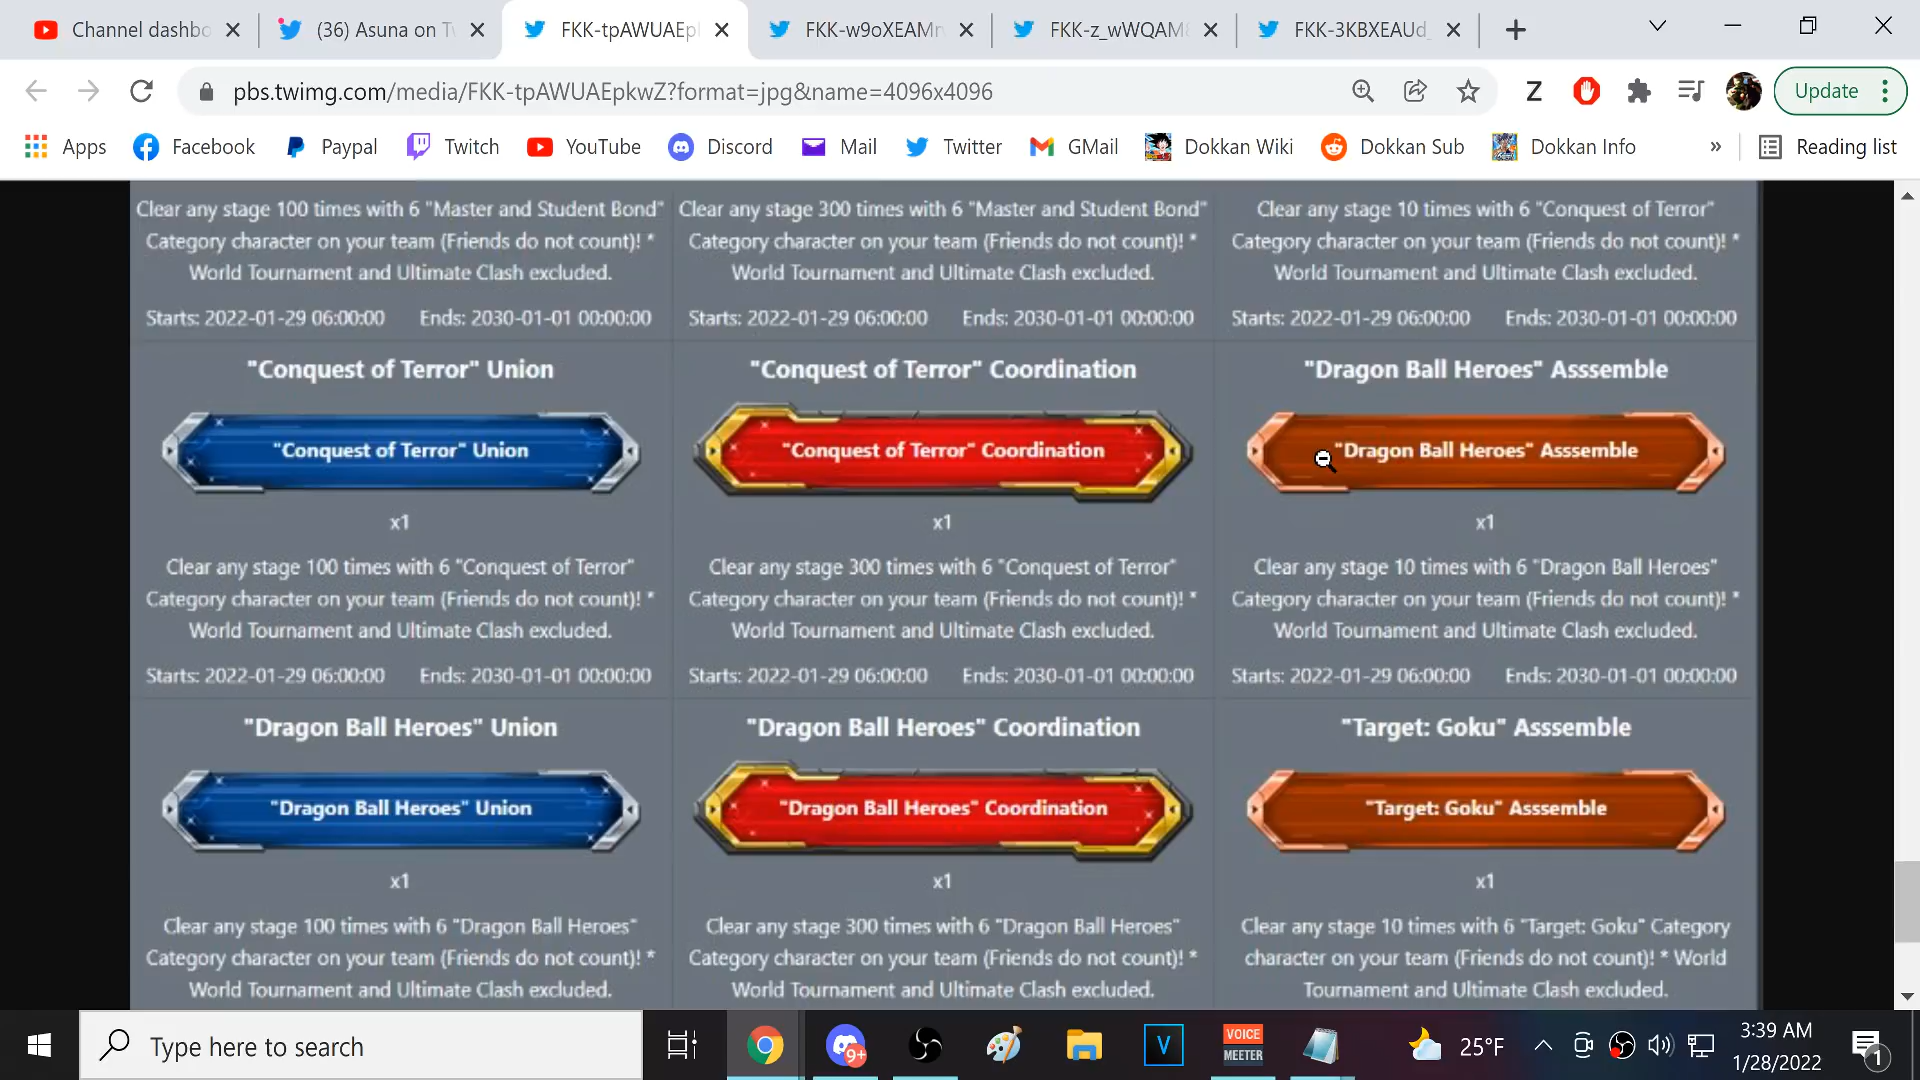 Channel dashbo
(36) Asuna on Tw
FKK-tpAWUAEpk
FKK-w9oXEAMr
FKK-z_wWQAM8
FKK-3KBXEAUd_
pbs.twimg.com/media/FKK-tpAWUAEpkwZ?format=jpg&name=4096x4096
Z
Update
Apps
Facebook
Paypal
Twitch
YouTube
Discord
Mail
Twitter
GMail
Dokkan Wiki
Dokkan Sub
Dokkan Info
»
Reading list
Clear any stage 100 times with 6 "Master and Student Bond"
Category character on your team (Friends do not count)! *
World Tournament and Ultimate Clash excluded.
Starts: 2022-01-29 06:00:00 Ends: 2030-01-01 00:00:00
Clear any stage 300 times with 6 "Master and Student Bond"
Category character on your team (Friends do not count)! *
World Tournament and Ultimate Clash excluded.
Starts: 2022-01-29 06:00:00 Ends: 2030-01-01 00:00:00
Clear any stage 10 times with 6 "Conquest of Terror"
Category character on your team (Friends do not count)! *
World Tournament and Ultimate Clash excluded.
Starts: 2022-01-29 06:00:00 Ends: 2030-01-01 00:00:00
"Conquest of Terror" Union
"Conquest of Terror" Union
x1
Clear any stage 100 times with 6 "Conquest of Terror"
Category character on your team (Friends do not count)! *
World Tournament and Ultimate Clash excluded.
Starts: 2022-01-29 06:00:00 Ends: 2030-01-01 00:00:00
"Conquest of Terror" Coordination
"Conquest of Terror" Coordination
x1
Clear any stage 300 times with 6 "Conquest of Terror"
Category character on your team (Friends do not count)! *
World Tournament and Ultimate Clash excluded.
Starts: 2022-01-29 06:00:00 Ends: 2030-01-01 00:00:00
"Dragon Ball Heroes" Asssemble
"Dragon Ball Heroes" Asssemble
x1
Clear any stage 10 times with 6 "Dragon Ball Heroes"
Category character on your team (Friends do not count)! *
World Tournament and Ultimate Clash excluded.
Starts: 2022-01-29 06:00:00 Ends: 2030-01-01 00:00:00
"Dragon Ball Heroes" Union
"Dragon Ball Heroes" Union
x1
Clear any stage 100 times with 6 "Dragon Ball Heroes"
Category character on your team (Friends do not count)! *
World Tournament and Ultimate Clash excluded.
"Dragon Ball Heroes" Coordination
"Dragon Ball Heroes" Coordination
x1
Clear any stage 300 times with 6 "Dragon Ball Heroes"
Category character on your team (Friends do not count)! *
World Tournament and Ultimate Clash excluded.
"Target: Goku" Asssemble
"Target: Goku" Asssemble
x1
Clear any stage 10 times with 6 "Target: Goku" Category
character on your team (Friends do not count)! * World
Tournament and Ultimate Clash excluded.
Type here to search
9+
V
VOICE
MEETER
25°F
3:39 AM
1/28/2022
1